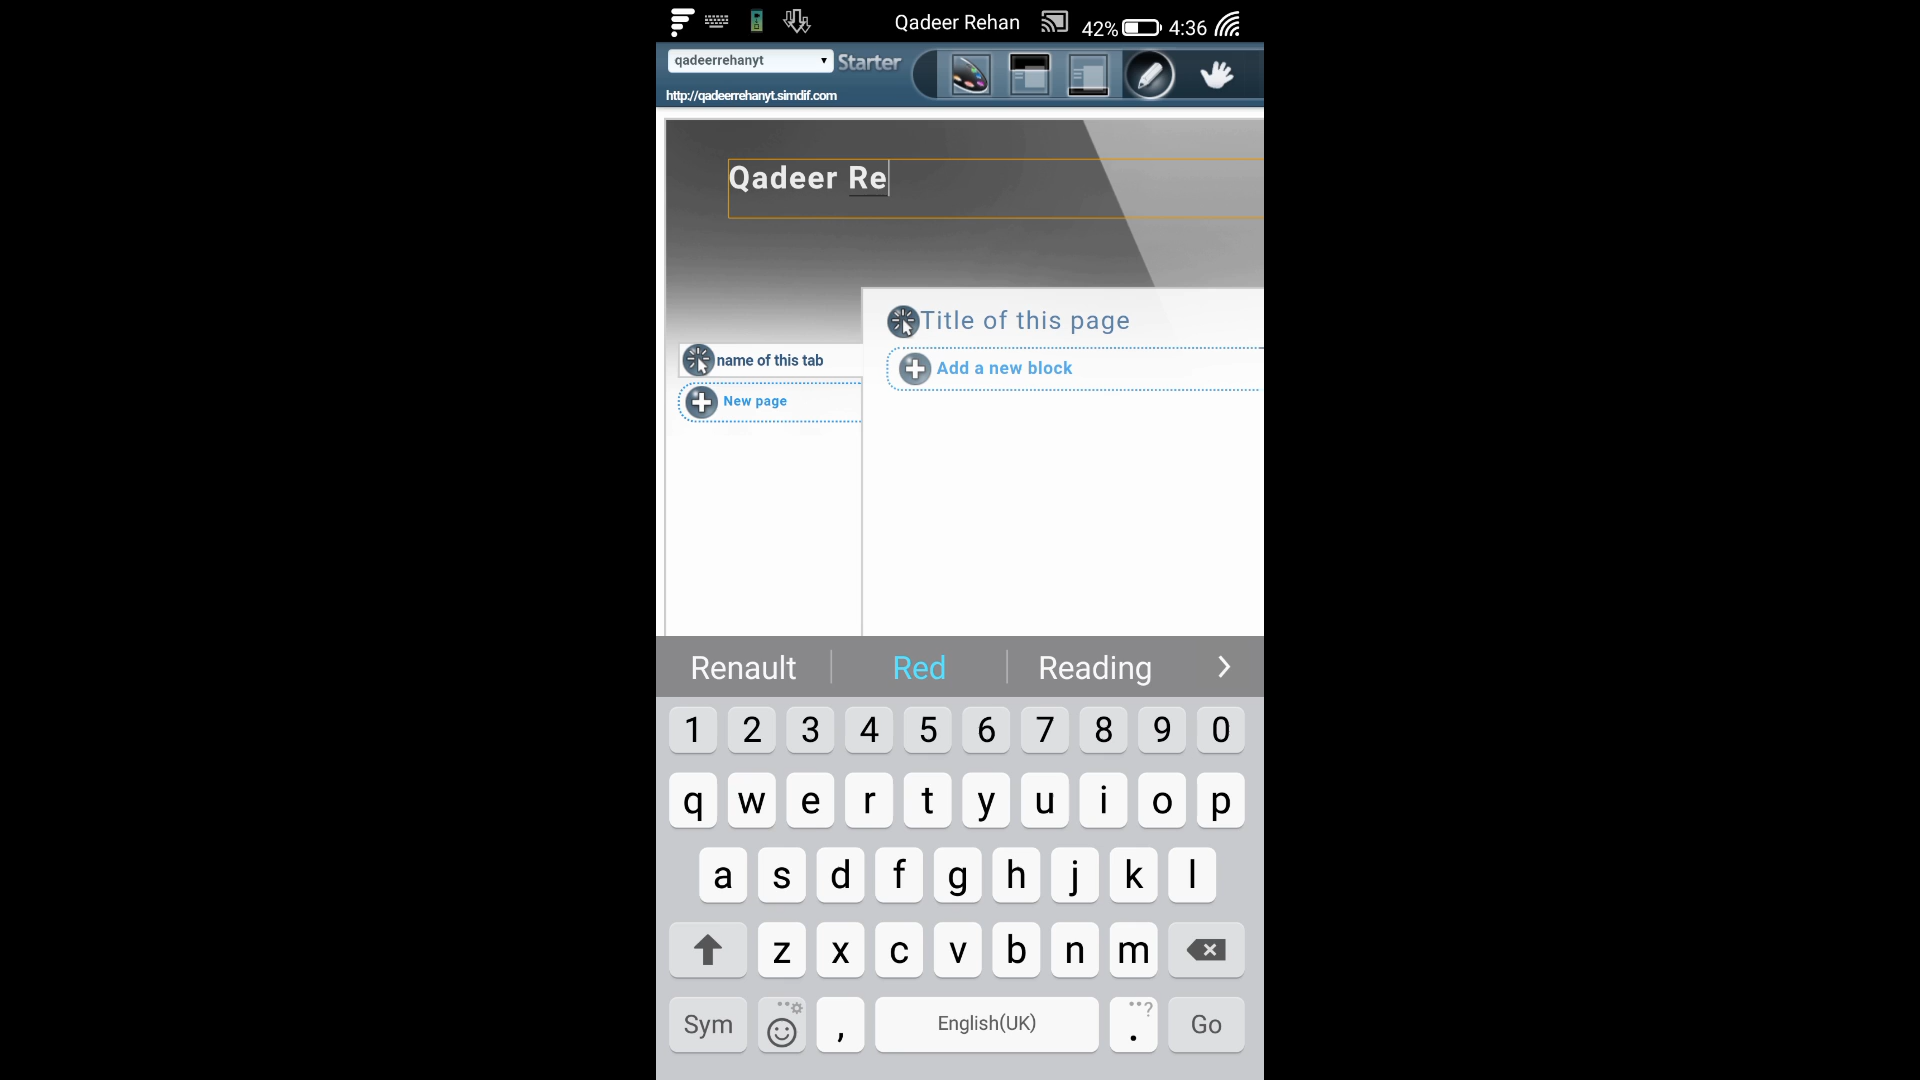 Qadeer Rehan 42% 4:36
qadeerrehanyt Starter
http://qadeerrehanyt.simdif.com
Qadeer Re
Title of this page
name of this tab
Add a new block
New page
Renault Red Reading
1 2 3 4 5 6 7 8 9 0
q w e r t y u i o p
a s d f g h j k l
z x c v b n m
Sym , English(UK) . ? Go